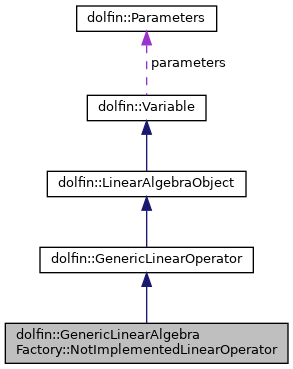 dolfin::Parameters
parameters
dolfin::Variable
dolfin::LinearAlgebraObject
dolfin::GenericLinearOperator
dolfin::GenericLinearAlgebra
Factory::NotImplementedLinearOperator